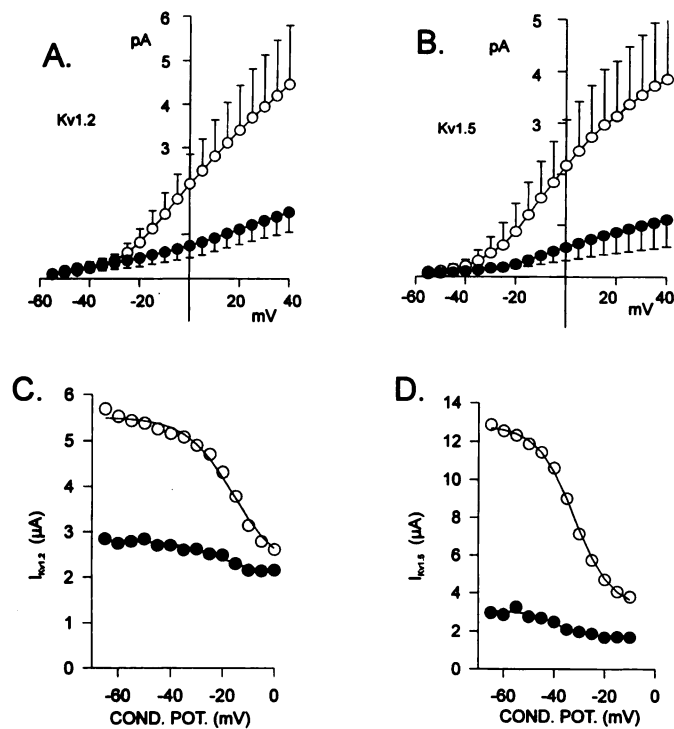 A.
pA
Kv1.2
6
5
4
3
-60 -40 -20 20 40
mV
B.
pA
Kv1.5
5
4
3
-60 -40 -20 20 40
mV
C.
6
5
4
3
2
1
0
I Kv1.2 (µA)
-60 -40 -20 0
COND. POT. (mV)
D.
14
12
10
8
6
4
2
0
I Kv1.5 (µA)
-60 -40 -20 0
COND. POT. (mV)